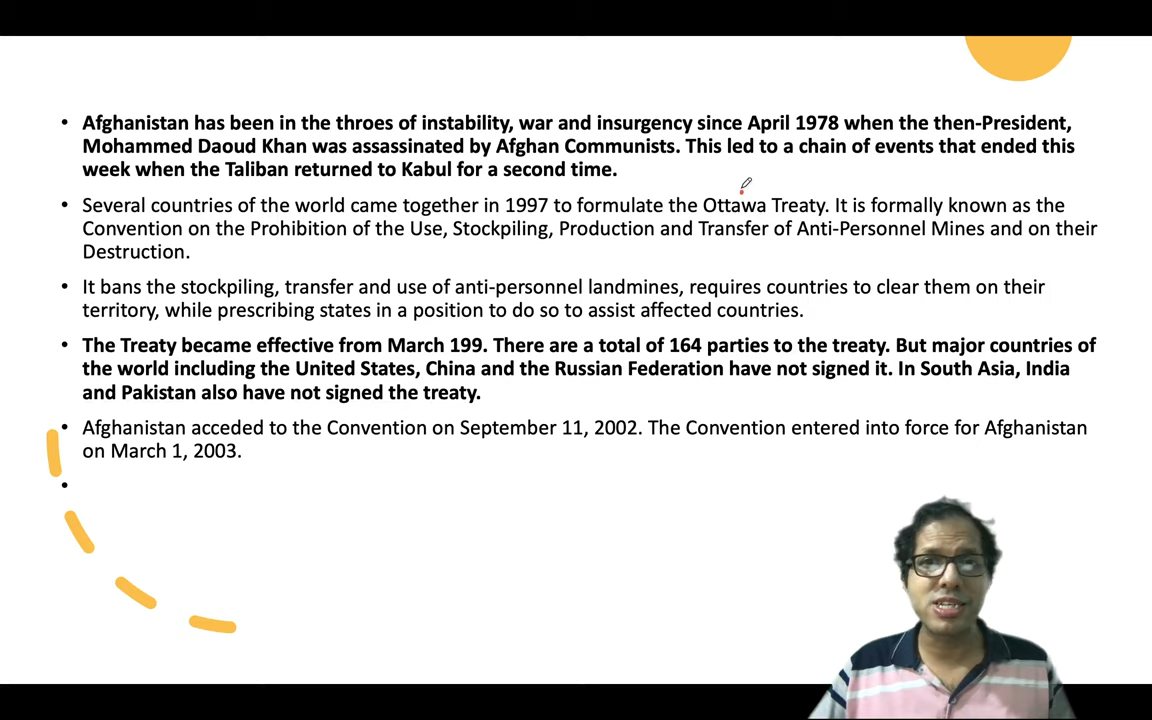 • Afghanistan has been in the throes of instability, war and insurgency since April 1978 when the then-President,
Mohammed Daoud Khan was assassinated by Afghan Communists. This led to a chain of events that ended this
week when the Taliban returned to Kabul for a second time.
• Several countries of the world came together in 1997 to formulate the Ottawa Treaty. It is formally known as the
Convention on the Prohibition of the Use, Stockpiling, Production and Transfer of Anti-Personnel Mines and on their
Destruction.
• It bans the stockpiling, transfer and use of anti-personnel landmines, requires countries to clear them on their
territory, while prescribing states in a position to do so to assist affected countries.
• The Treaty became effective from March 199. There are a total of 164 parties to the treaty. But major countries of
the world including the United States, China and the Russian Federation have not signed it. In South Asia, India
and Pakistan also have not signed the treaty.
• Afghanistan acceded to the Convention on September 11, 2002. The Convention entered into force for Afghanistan
on March 1, 2003.
•